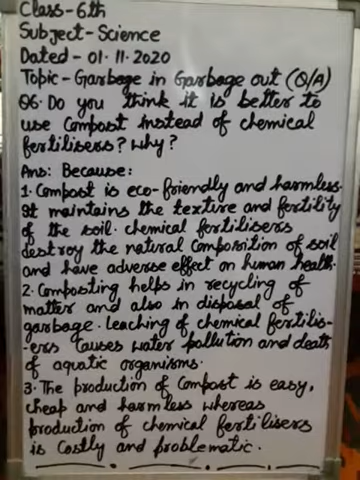 Class-6th
Subject-Science
Dated-01.11.2020
Topic-Garbage in Garbage out (Q/A)
Q6. Do you think it is better to
use Compost instead of chemical
fertilisers? Why?
Ans: Because:
1. Compost is eco-friendly and harmless.
It maintains the texture and fertility
of the soil. chemical fertilisers
destroy the natural Composition of soil
and have adverse effect on human health.
2. Composting helps in recycling of
matter and also in disposal of
garbage. Leaching of chemical fertilis-
-ers Causes water pollution and death
of aquatic organisms.
3. The production of Compost is easy,
cheap and harmless whereas
production of chemical fertilisers
is Costly and problematic.